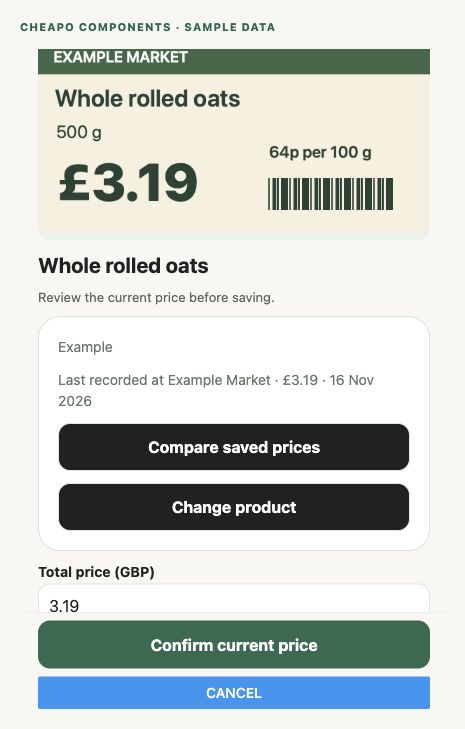 CHEAPO COMPONENTS · SAMPLE DATA
EXAMPLE MARKET
Whole rolled oats
500 g
64p per 100 g
£3.19
Whole rolled oats
Review the current price before saving.
Example
Last recorded at Example Market · £3.19 · 16 Nov
2026
Compare saved prices
Change product
Total price (GBP)
3.19
Confirm current price
CANCEL